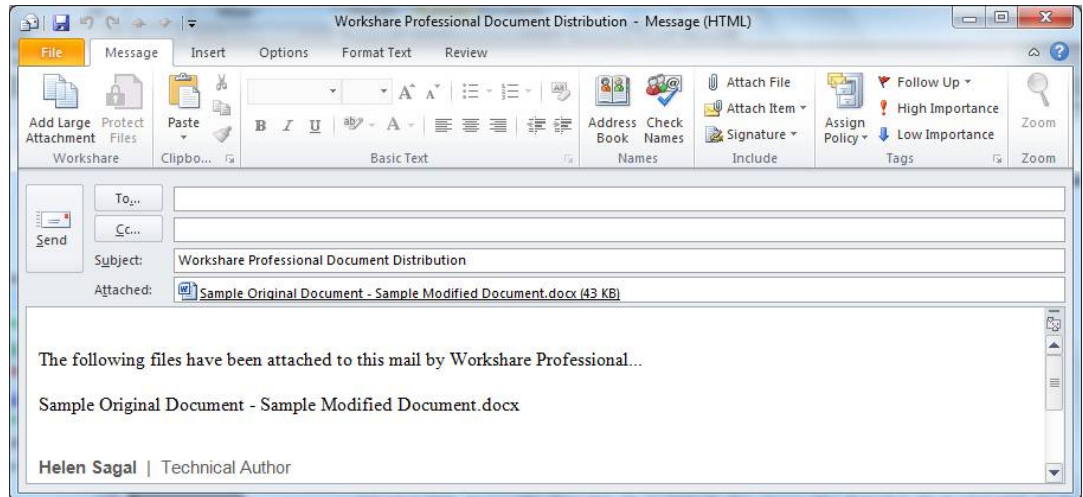 Workshare Professional Document Distribution - Message (HTML)
File Message Insert Options Format Text Review
Add Large Attachment
Protect Files
Workshare
Paste
Clipbo...
B I U
Basic Text
Address Book
Check Names
Names
Attach File
Attach Item
Signature
Include
Assign Policy
Follow Up
High Importance
Low Importance
Tags
Zoom
Zoom
Send
To...
Cc...
Subject: Workshare Professional Document Distribution
Attached: Sample Original Document - Sample Modified Document.docx (43 KB)
The following files have been attached to this mail by Workshare Professional...
Sample Original Document - Sample Modified Document.docx
Helen Sagal | Technical Author